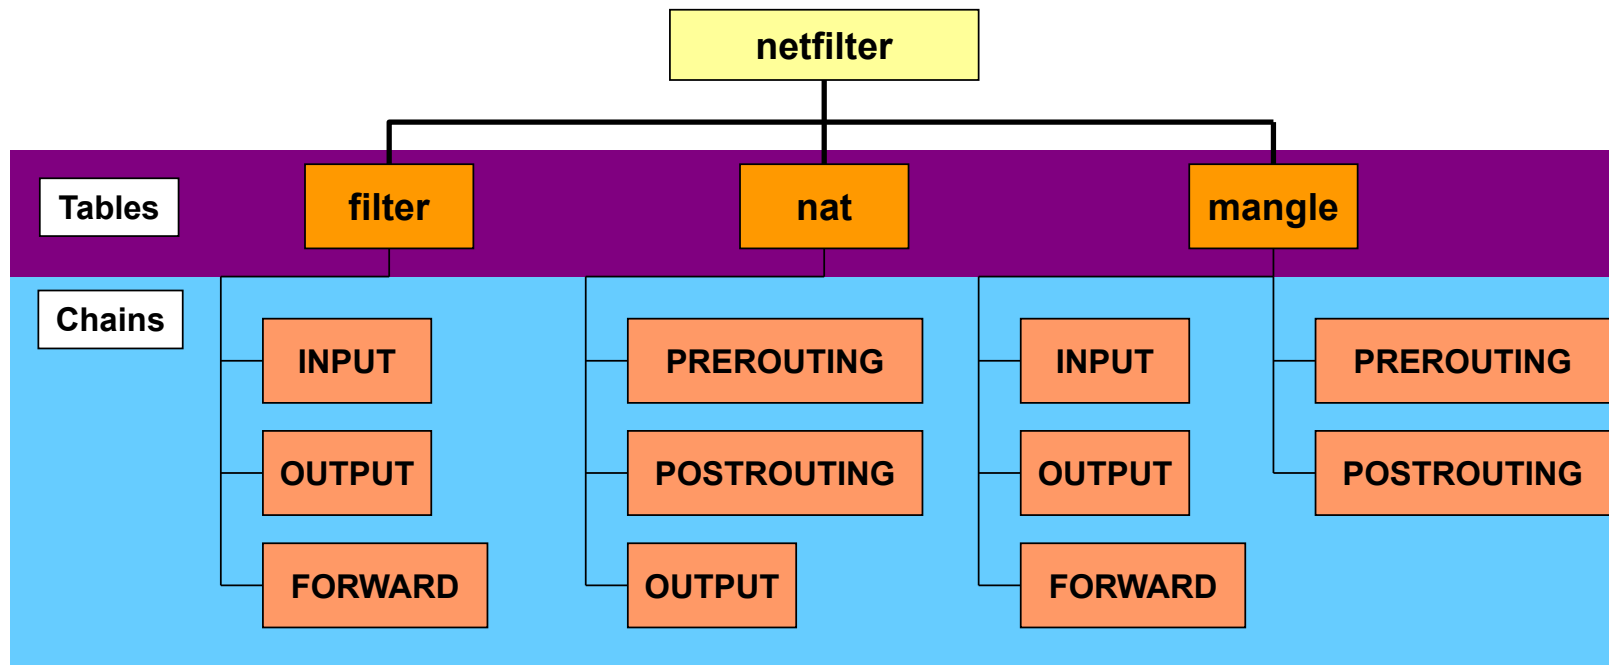 netfilter
Tables
filter
nat
mangle
Chains
INPUT
PREROUTING
INPUT
PREROUTING
OUTPUT
POSTROUTING
OUTPUT
POSTROUTING
FORWARD
OUTPUT
FORWARD